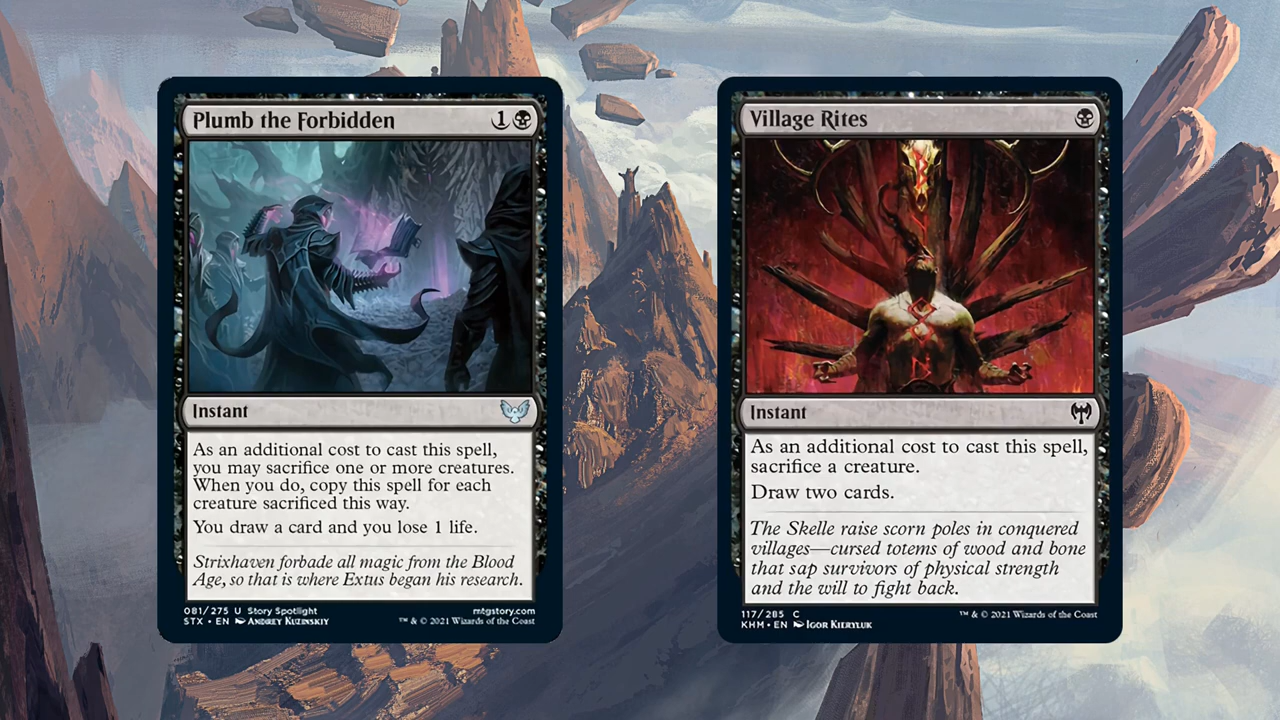 Plumb the Forbidden 1
Instant
As an additional cost to cast this spell,
you may sacrifice one or more creatures.
When you do, copy this spell for each
creature sacrificed this way.
You draw a card and you lose 1 life.
Strixhaven forbade all magic from the Blood
Age, so that is where Extus began his research.
081/275 U Story Spotlight mtgstory.com
STX • EN Andrey Kuzinskiy ™ & © 2021 Wizards of the Coast
Village Rites
Instant
As an additional cost to cast this spell,
sacrifice a creature.
Draw two cards.
The Skelle raise scorn poles in conquered
villages—cursed totems of wood and bone
that sap survivors of physical strength
and the will to fight back.
117/285 C ™ & © 2021 Wizards of the Coast
KHM • EN Igor Kieryluk